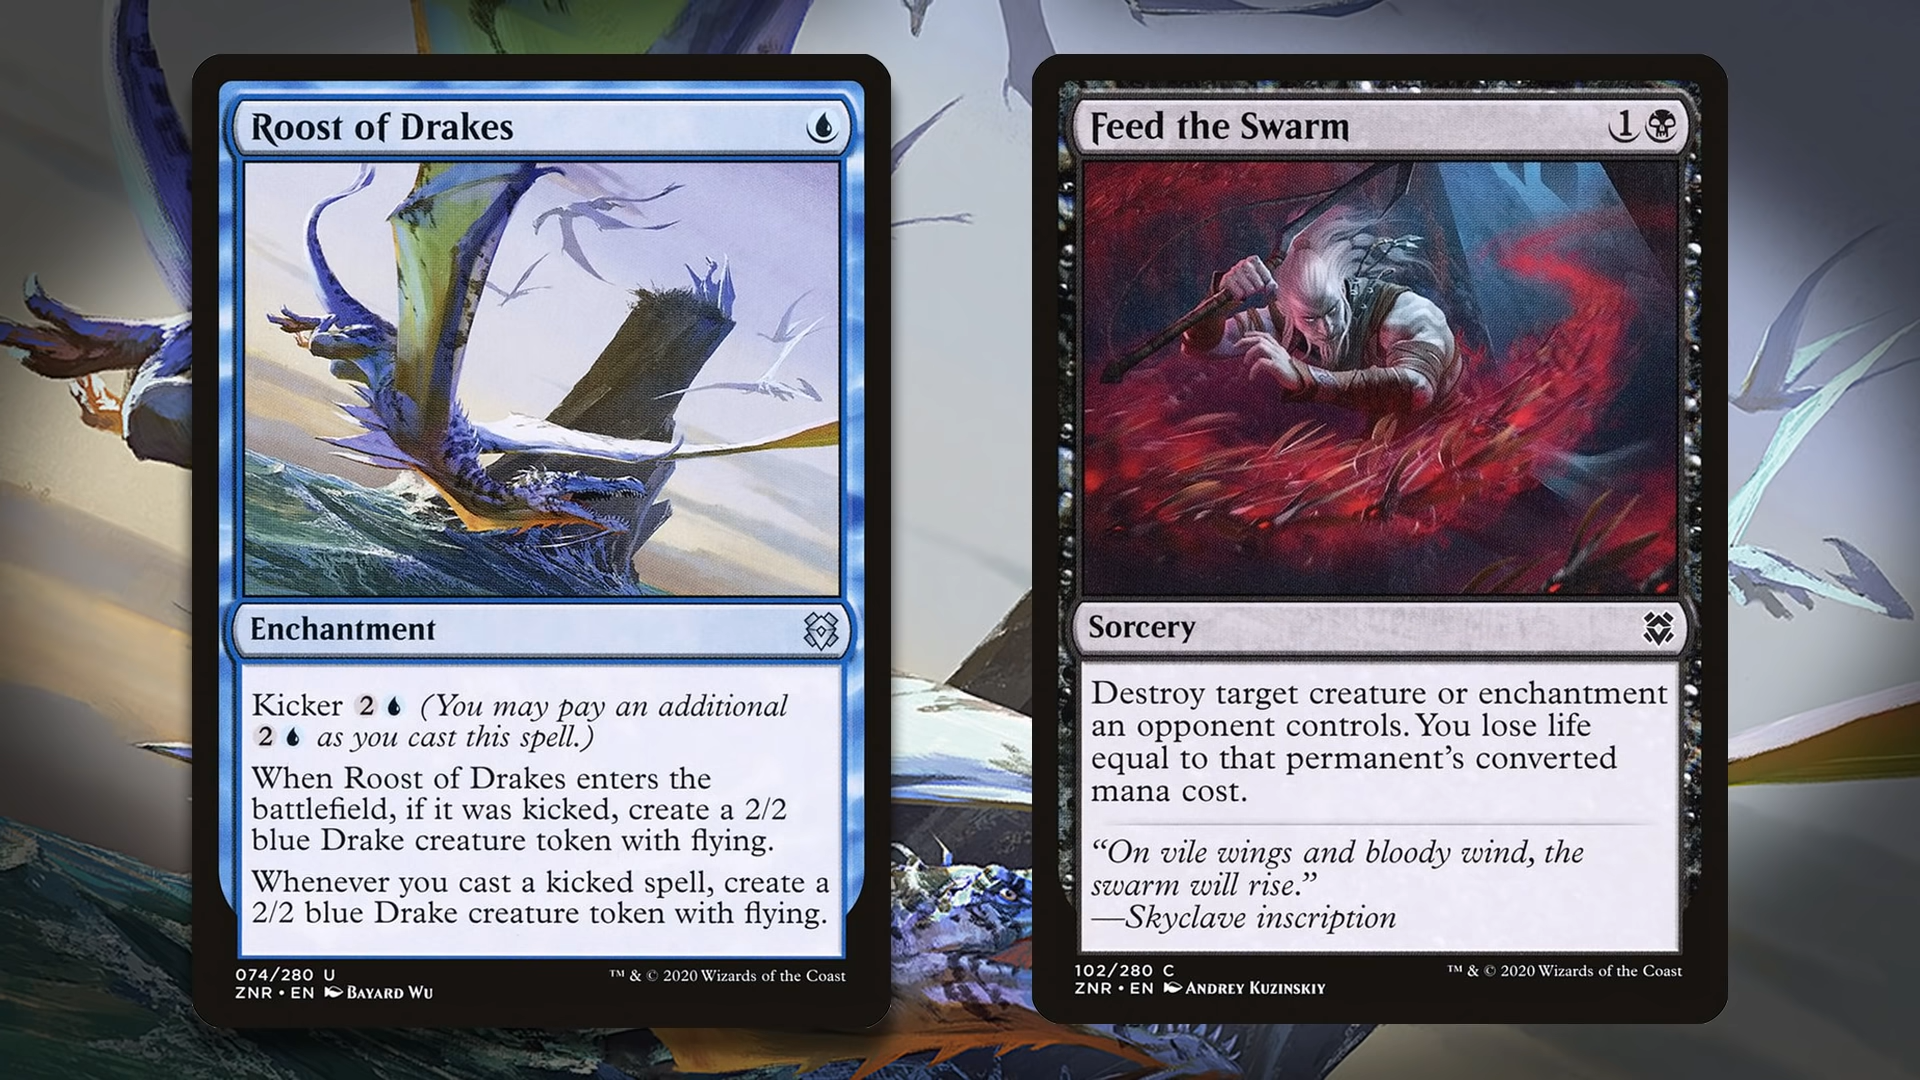 Roost of Drakes
Enchantment
Kicker 2 (You may pay an additional
2 as you cast this spell.)
When Roost of Drakes enters the
battlefield, if it was kicked, create a 2/2
blue Drake creature token with flying.
Whenever you cast a kicked spell, create a
2/2 blue Drake creature token with flying.
074/280 U
ZNR • EN BAYARD WU
™ & © 2020 Wizards of the Coast
Feed the Swarm 1
Sorcery
Destroy target creature or enchantment
an opponent controls. You lose life
equal to that permanent's converted
mana cost.
“On vile wings and bloody wind, the
swarm will rise.”
—Skyclave inscription
102/280 C
ZNR • EN ANDREY KUZINSKIY
™ & © 2020 Wizards of the Coast